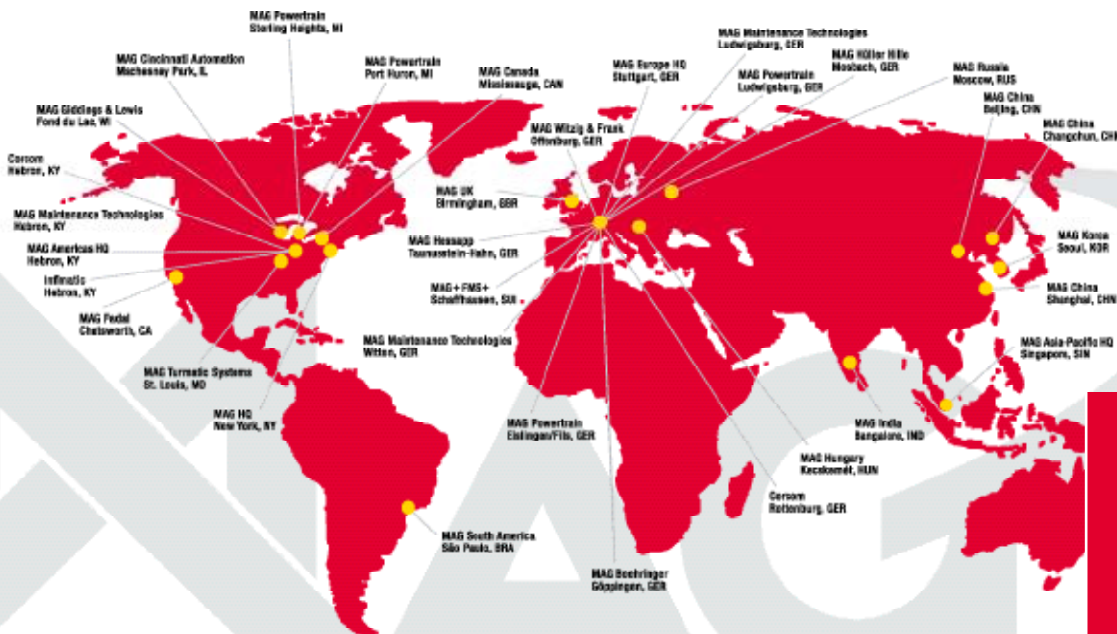 MAG Powertrain
Sterling Heights, MI
MAG Cincinnati Automation
Machesney Park, IL
MAG Powertrain
Port Huron, MI
MAG Canada
Mississauga, CAN
MAG Giddings & Lewis
Fond du Lac, WI
Corcom
Hebron, KY
MAG Maintenance Technologies
Hebron, KY
MAG Americas HQ
Hebron, KY
Infimatic
Hebron, KY
MAG Fadal
Chatsworth, CA
MAG Turmatic Systems
St. Louis, MO
MAG HQ
New York, NY
MAG South America
São Paulo, BRA
MAG Maintenance Technologies
Ludwigsburg, GER
MAG Europe HQ
Stuttgart, GER
MAG Hüller Hille
Mosbach, GER
MAG Powertrain
Ludwigsburg, GER
MAG Witzig & Frank
Offenburg, GER
MAG UK
Birmingham, GBR
MAG Hessapp
Taunusstein-Hahn, GER
MAG+FMS+
Schaffhausen, SUI
MAG Maintenance Technologies
Witten, GER
MAG Powertrain
Eislingen/Fils, GER
MAG Boehringer
Göppingen, GER
Corcom
Rottenburg, GER
MAG Hungary
Kecskemét, HUN
MAG Russia
Moscow, RUS
MAG China
Beijing, CHN
MAG China
Changchun, CHN
MAG Korea
Seoul, KOR
MAG China
Shanghai, CHN
MAG Asia-Pacific HQ
Singapore, SIN
MAG India
Bangalore, IND
MAG